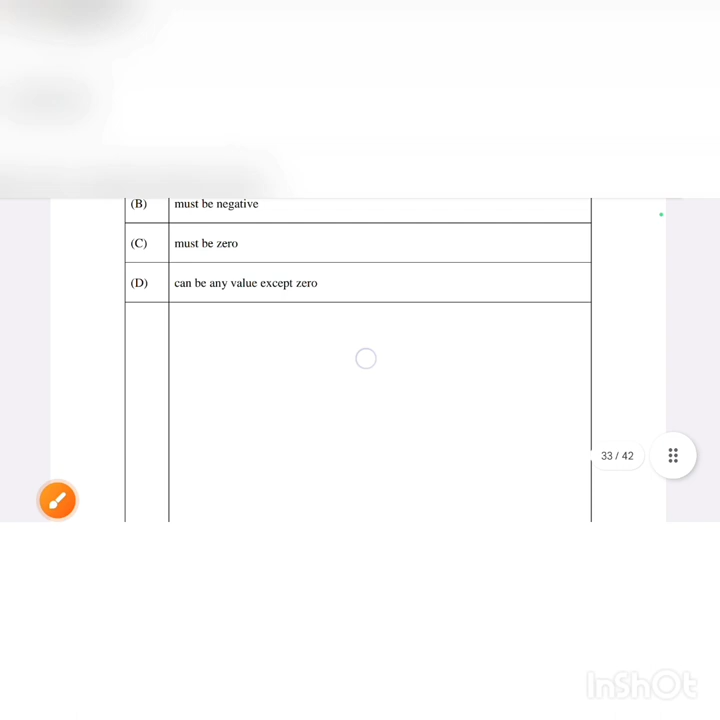 (B) must be negative
(C) must be zero
(D) can be any value except zero
33 / 42
InShOt